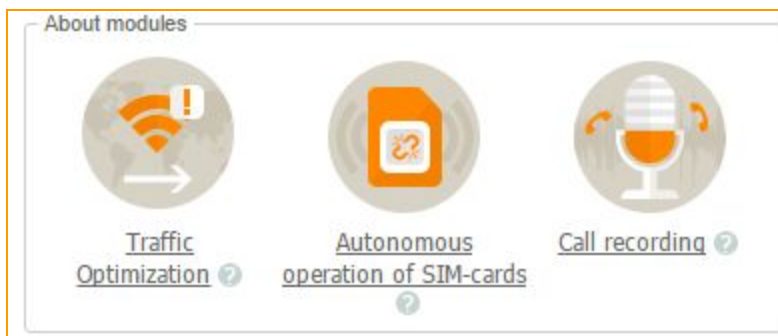 About modules
Traffic
Optimization
Autonomous
operation of SIM-cards
Call recording